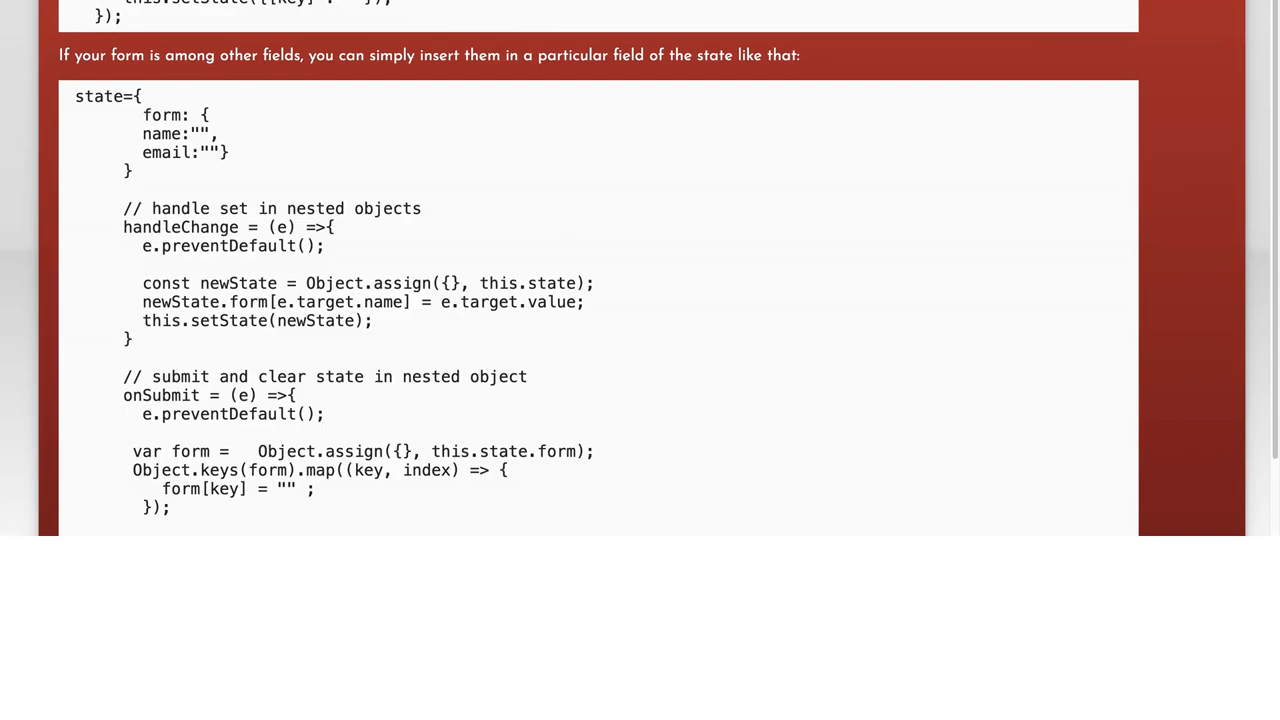 });
If your form is among other fields, you can simply insert them in a particular field of the state like that:
state={
form: {
name:"",
email:""}
}
// handle set in nested objects
handleChange = (e) =>{
e.preventDefault();
const newState = Object.assign({}, this.state);
newState.form[e.target.name] = e.target.value;
this.setState(newState);
}
// submit and clear state in nested object
onSubmit = (e) =>{
e.preventDefault();
var form =   Object.assign({}, this.state.form);
Object.keys(form).map((key, index) => {
form[key] = "" ;
});